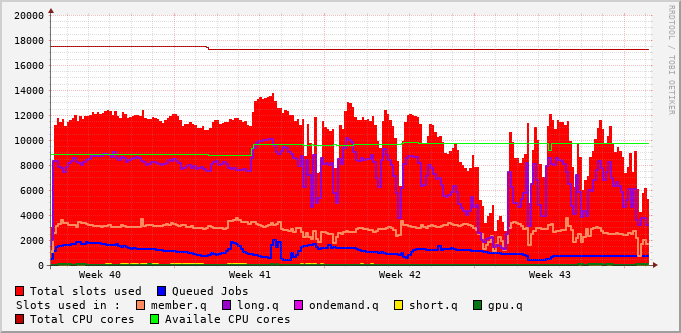 20000
18000
16000
14000
12000
10000
8000
6000
4000
2000
0
Week 40 Week 41 Week 42 Week 43
RRDTOOL / TOBI OETIKER
Total slots used Queued Jobs
Slots used in : member.q long.q ondemand.q short.q gpu.q
Total CPU cores Availale CPU cores